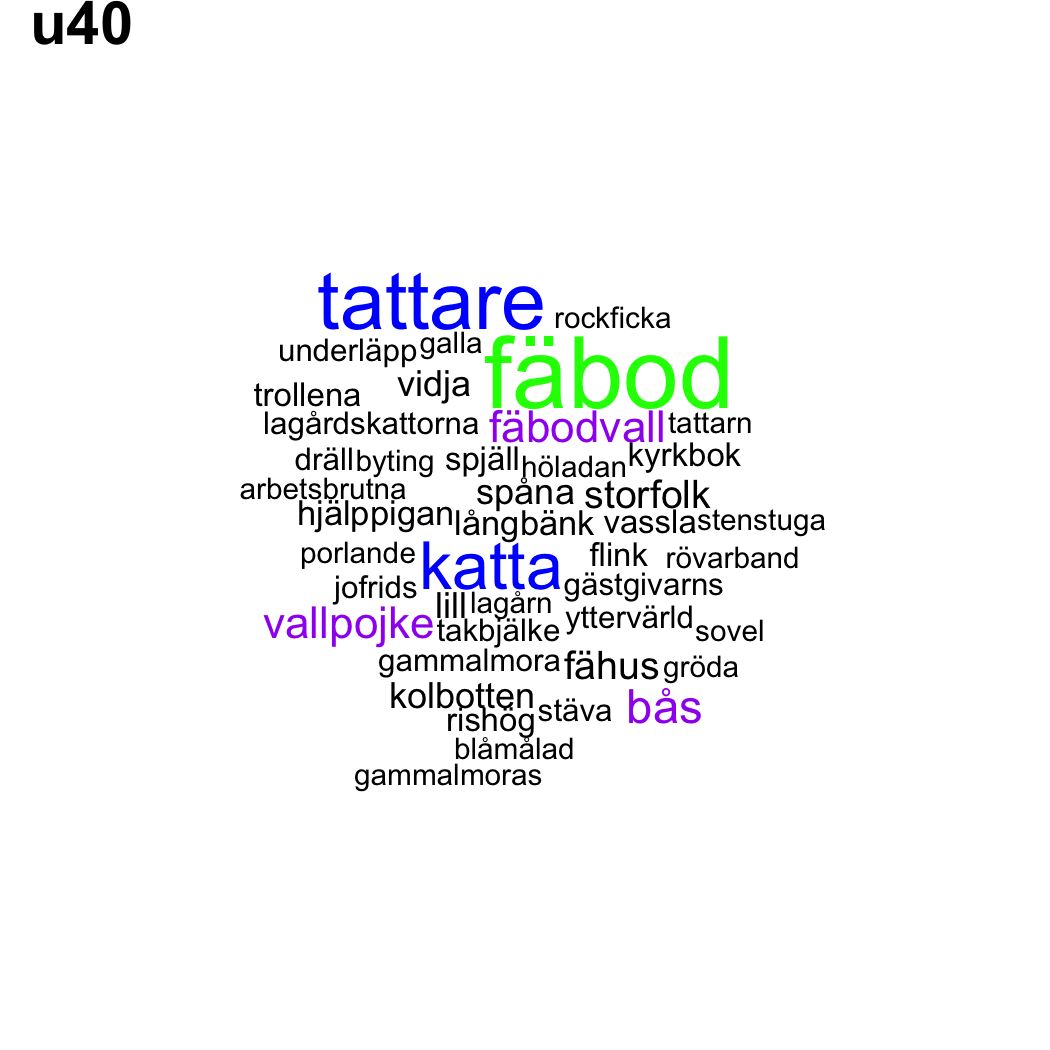 u40
tattare rockficka
underläpp galla fäbod
trollena vidja
lagårdskattorna fäbodvall tattarn
dräll byting spjäll höladan kyrkbok
arbetsbrutna spåna storfolk
hjälppigan långbänk vassla stenstuga
porlande katta flink rövarband
jofrids gästgivarns
vallpojke lill lagårn yttervärld
takbjälke sovel
gammalmora fähus gröda
kolbotten bås
rishög stäva
blåmålad
gammalmoras